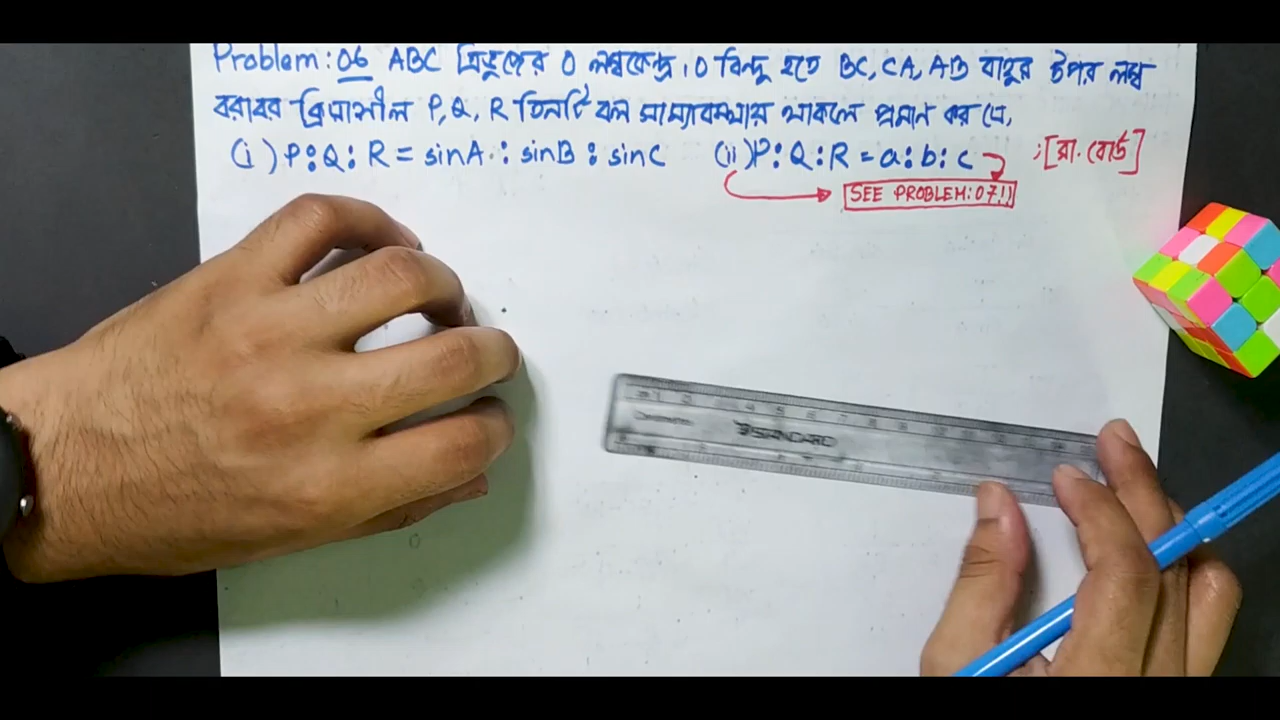 Problem: 06 ABC ত্রিভুজের O লম্বকেন্দ্র। O বিন্দু হতে BC, CA, AB বাহুর উপর লম্ব
বরাবর ক্রিয়াশীল P, Q, R তিনটি বল সাম্যাবস্থায় থাকলে প্রমান কর যে,
(i) P:Q:R = sinA : sinB : sinC (ii) P:Q:R = a:b:c ;[রা. বোর্ড]
SEE PROBLEM:07!)
STANDARD